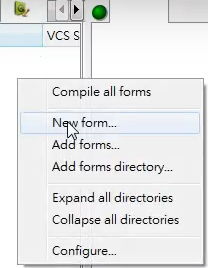 VCS S
Compile all forms
New form...
Add forms...
Add forms directory...
Expand all directories
Collapse all directories
Configure...